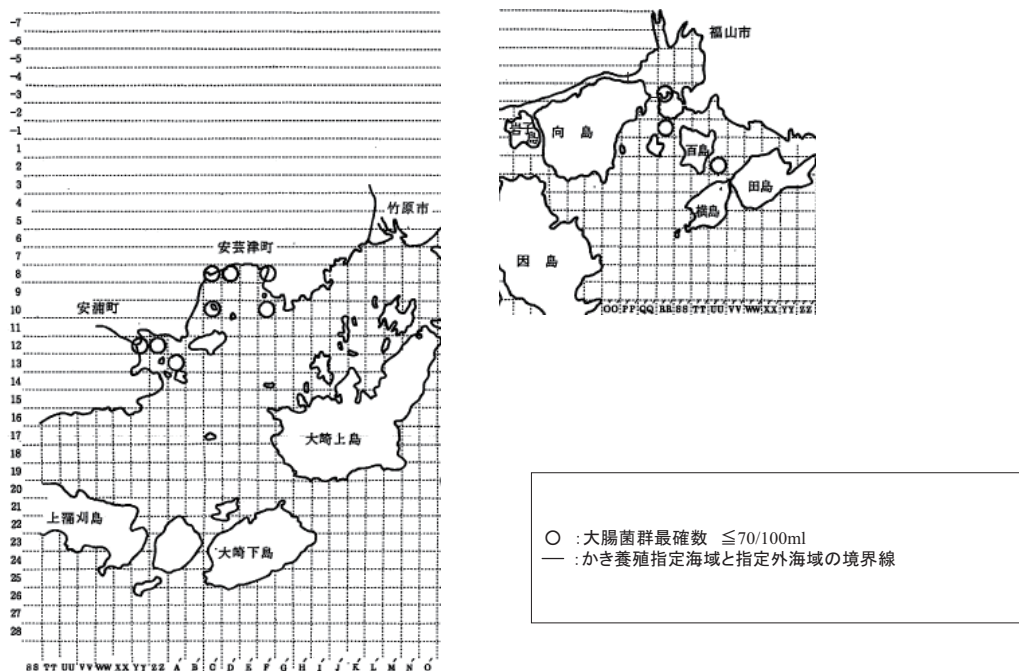 -7
-6
-5
-4
-3
-2
-1
1
2
3
4
5
6
7
8
9
10
11
12
13
14
15
16
17
18
19
20
21
22
23
24
25
26
27
28
竹原市
安芸津町
安浦町
大崎上島
上蒲刈島
大崎下島
SS TT UU VV WW XX YY ZZ A' B' C' D' E' F' G' H' I' J' K' L' M' N' O'
福山市
岩子島
向島
百島
田島
横島
因島
OO PP QQ BB SS TT UU VV WW XX YY ZZ
○ :大腸菌群最確数 ≦70/100ml
― :かき養殖指定海域と指定外海域の境界線